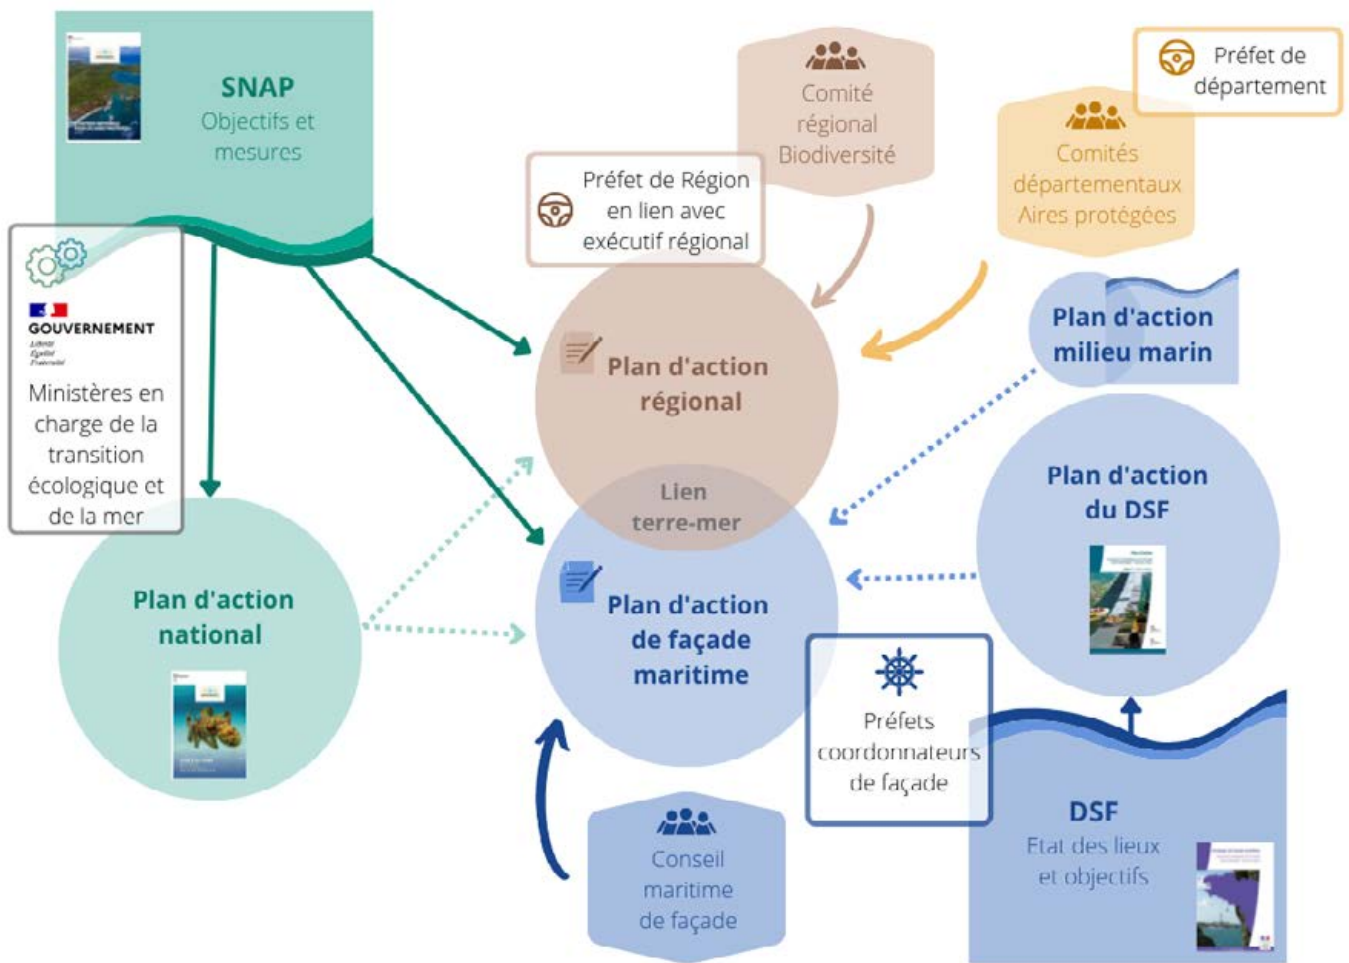 SNAP
Objectifs et
mesures
GOUVERNEMENT
Liberté
Égalité
Fraternité
Ministères en
charge de la
transition
écologique et
de la mer
Plan d'action
national
Préfet de Région
en lien avec
exécutif régional
Comité
régional
Biodiversité
Préfet de
département
Comités
départementaux
Aires protégées
Plan d'action
régional
Lien
terre-mer
Plan d'action
de façade
maritime
Plan d'action
milieu marin
Plan d'action
du DSF
Préfets
coordonnateurs
de façade
Conseil
maritime
de façade
DSF
Etat des lieux
et objectifs